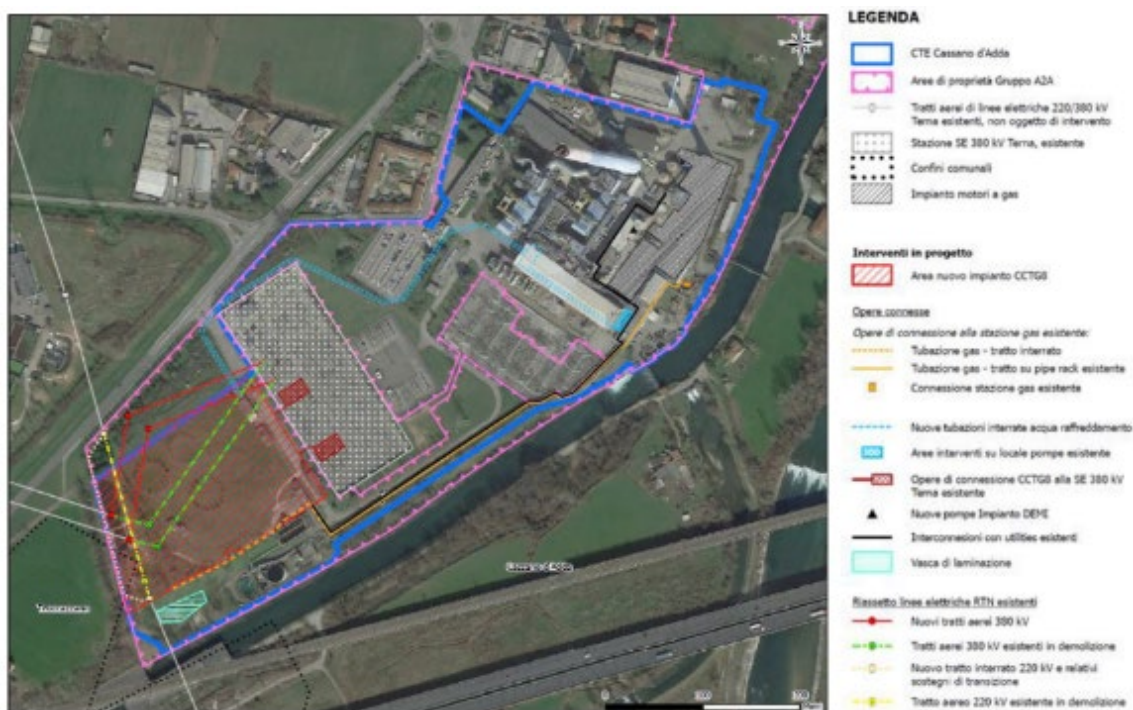 LEGENDA
CTE Cassano d'Adda
Aree di proprietà Gruppo A2A
Tratti aerei di linee elettriche 220/380 kV
Terna esistenti, non oggetto di intervento
Stazione SE 380 kV Terna, esistente
Confini comunali
Impianto motori a gas
Interventi in progetto
Area nuovo impianto CCTG8
Opere connesse
Opere di connessione alla stazione gas esistente:
Tubazione gas - tratto interrato
Tubazione gas - tratto su pipe rack esistente
Connessione stazione gas esistente
Nuove tubazioni interrate acqua raffreddamento
Aree interventi su locale pompe esistente
Opere di connessione CCTG8 alla SE 380 kV
Terna esistente
Nuove pompe Impianto DEMI
Interconnesioni con utilities esistenti
Vasca di laminazione
Riassetto linee elettriche RTN esistenti
Nuovi tratti aerei 380 kV
Tratti aerei 380 kV esistenti in demolizione
Nuovo tratto interrato 220 kV e relativi
sostegni di transizione
Tratto aereo 220 kV esistente in demolizione
Cassano d'Adda
0 100 200